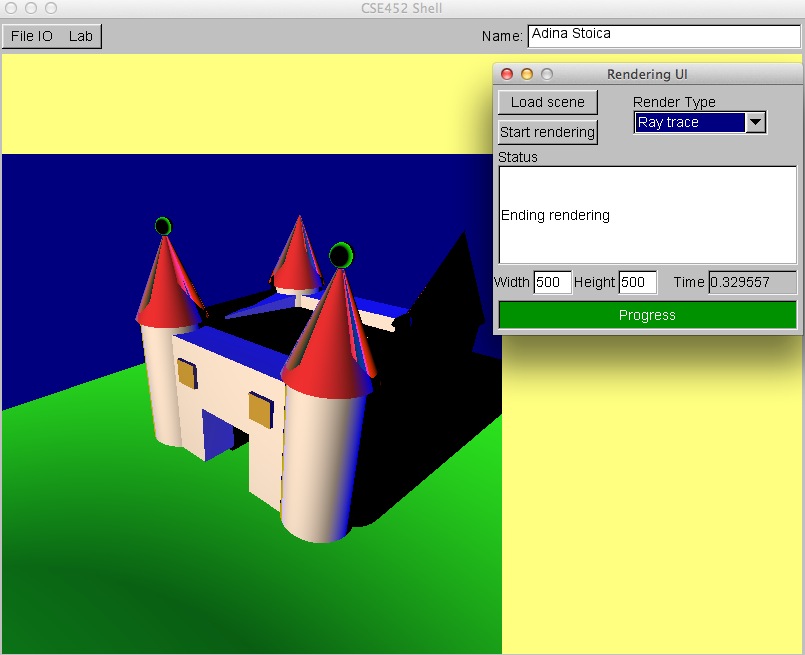 CSE452 Shell
File IO Lab
Name: Adina Stoica
Rendering UI
Load scene
Render Type
Start rendering
Ray trace
Status
Ending rendering
Width 500 Height 500 Time 0.329557
Progress